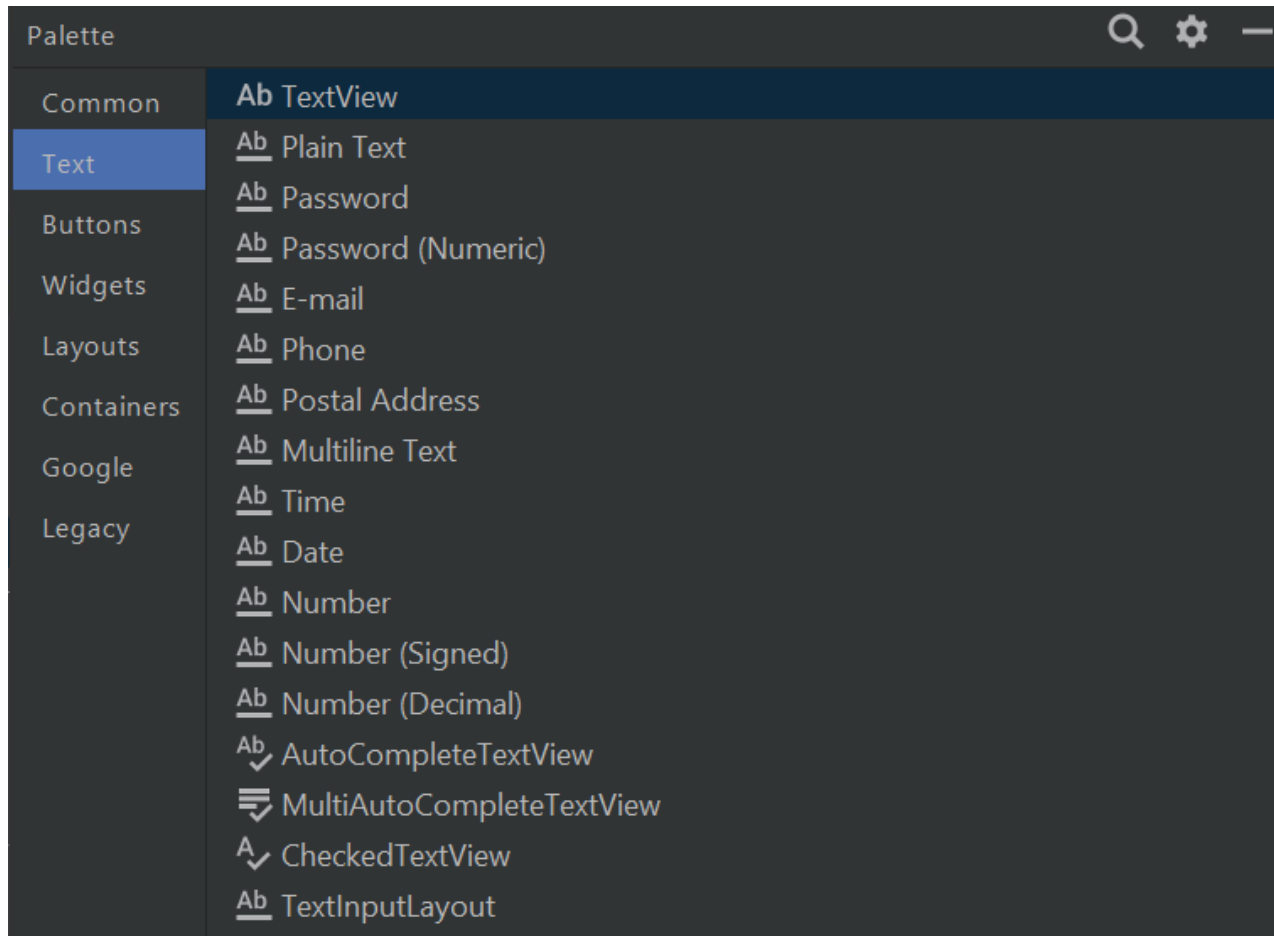 Palette
Common
Text
Buttons
Widgets
Layouts
Containers
Google
Legacy
Ab TextView
Ab Plain Text
Ab Password
Ab Password (Numeric)
Ab E-mail
Ab Phone
Ab Postal Address
Ab Multiline Text
Ab Time
Ab Date
Ab Number
Ab Number (Signed)
Ab Number (Decimal)
Ab AutoCompleteTextView
MultiAutoCompleteTextView
A CheckedTextView
Ab TextInputLayout